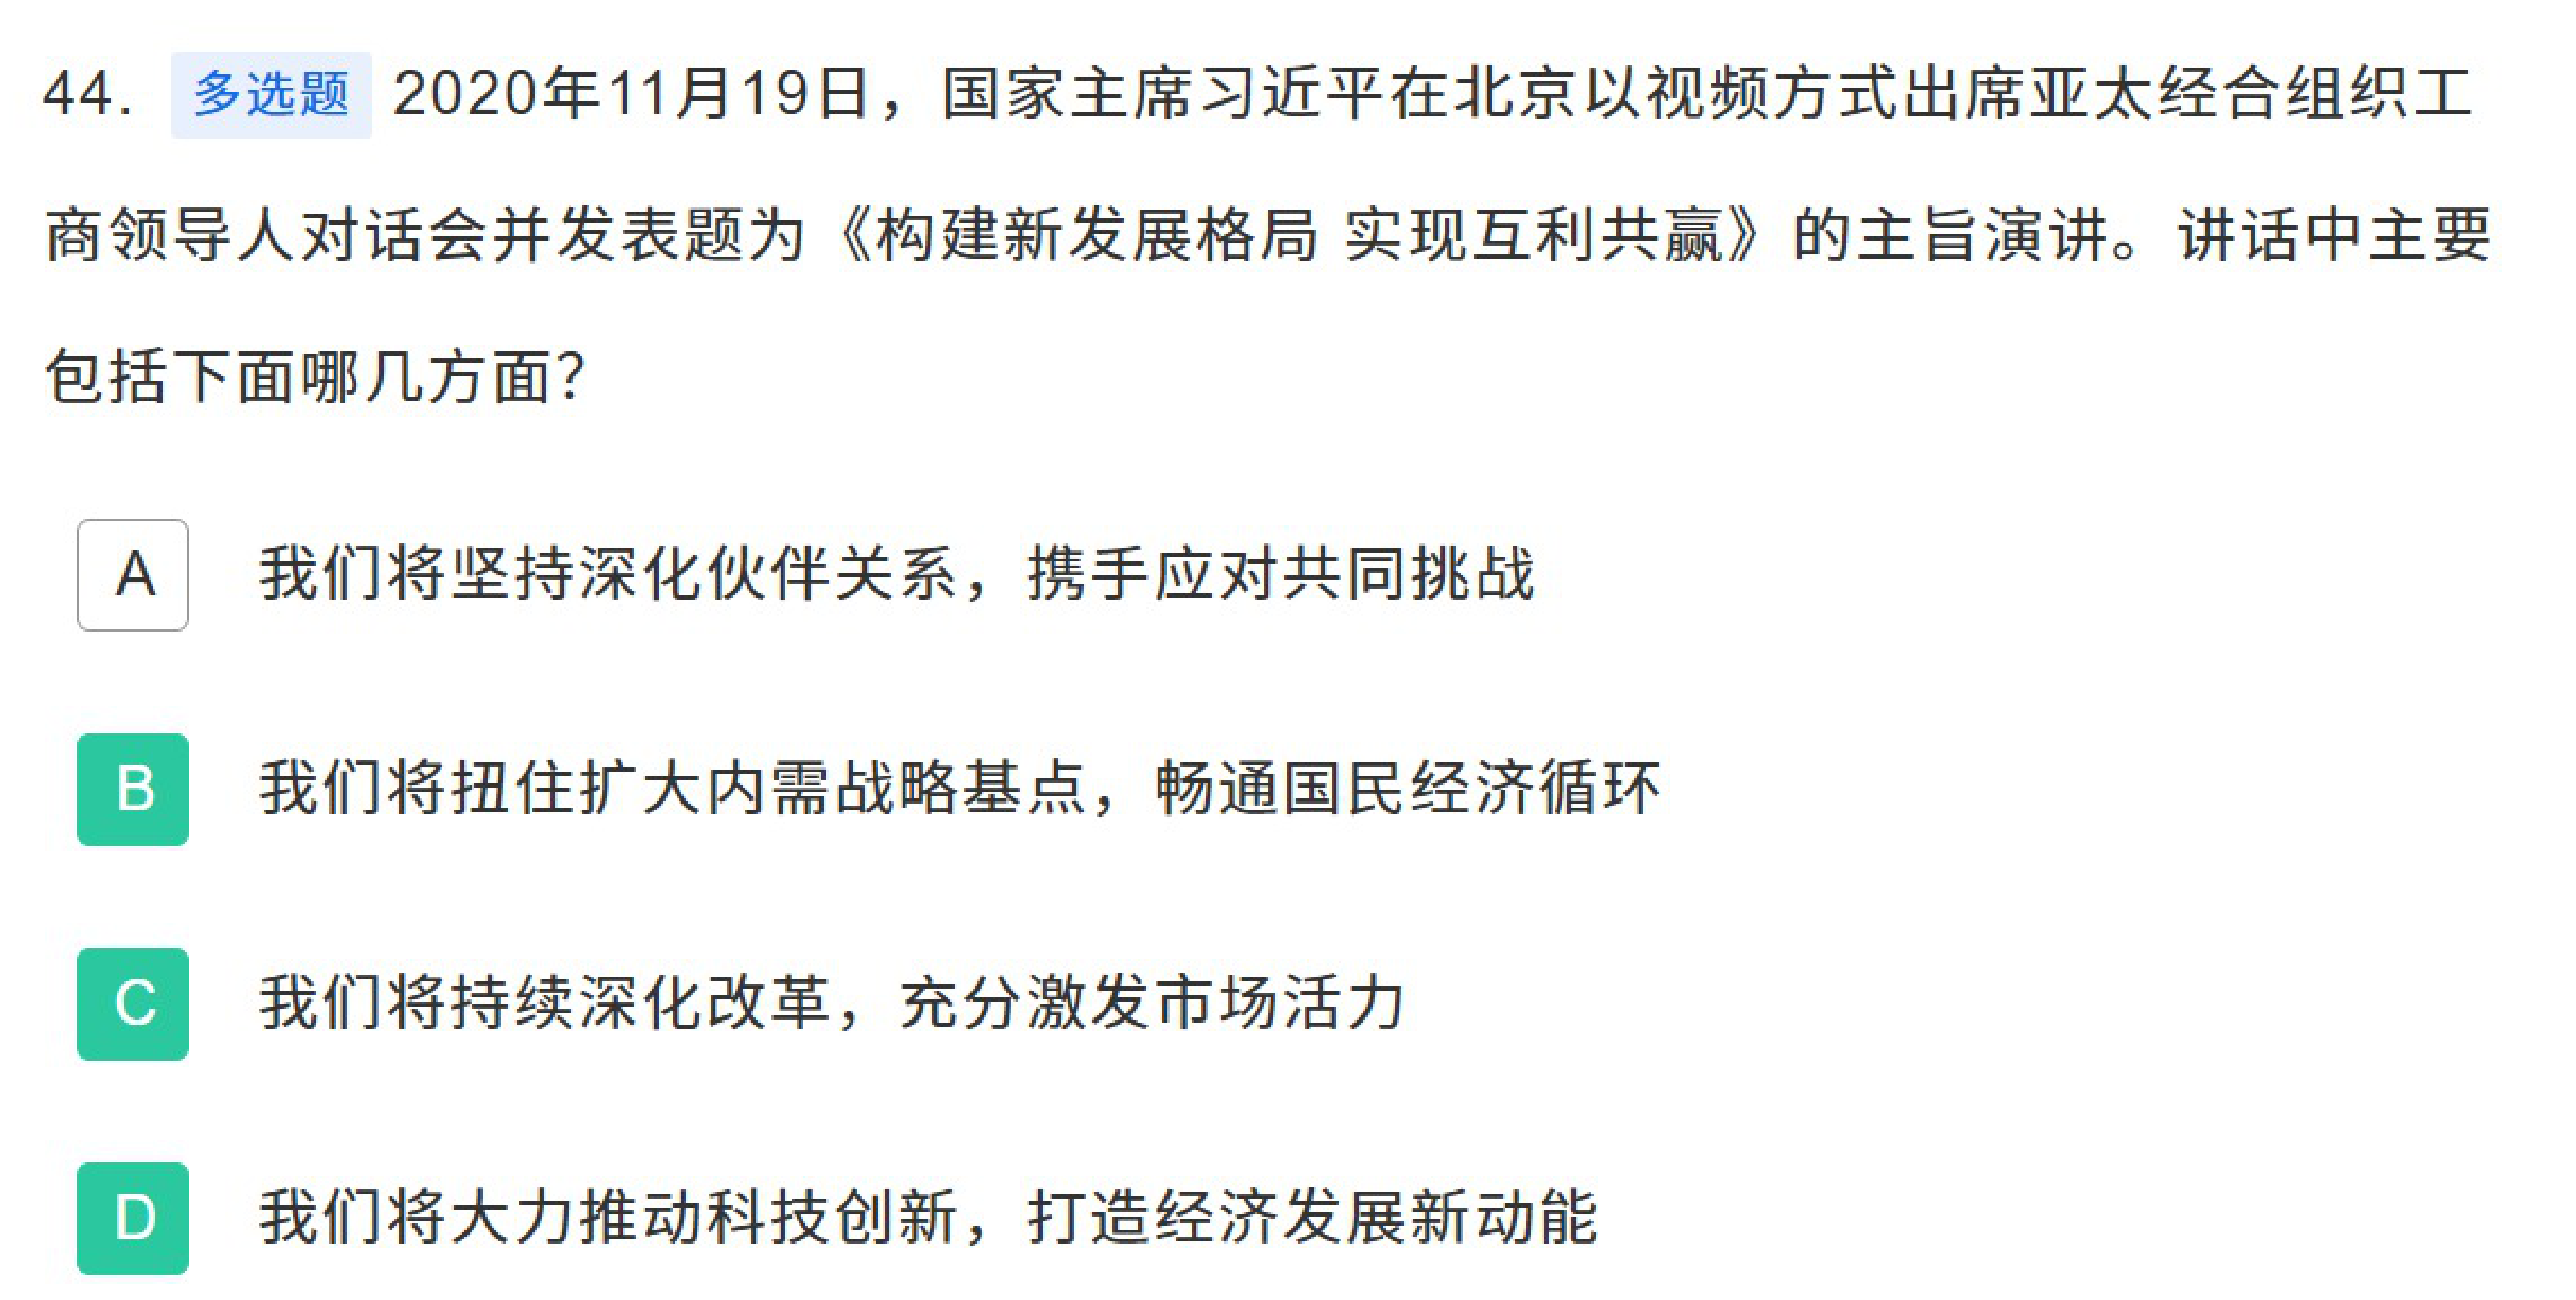 44. 多选题 2020年11月19日，国家主席习近平在北京以视频方式出席亚太经合组织工
商领导人对话会并发表题为《构建新发展格局 实现互利共赢》的主旨演讲。讲话中主要
包括下面哪几方面？
A 我们将坚持深化伙伴关系，携手应对共同挑战
B 我们将扭住扩大内需战略基点，畅通国民经济循环
C 我们将持续深化改革，充分激发市场活力
D 我们将大力推动科技创新，打造经济发展新动能